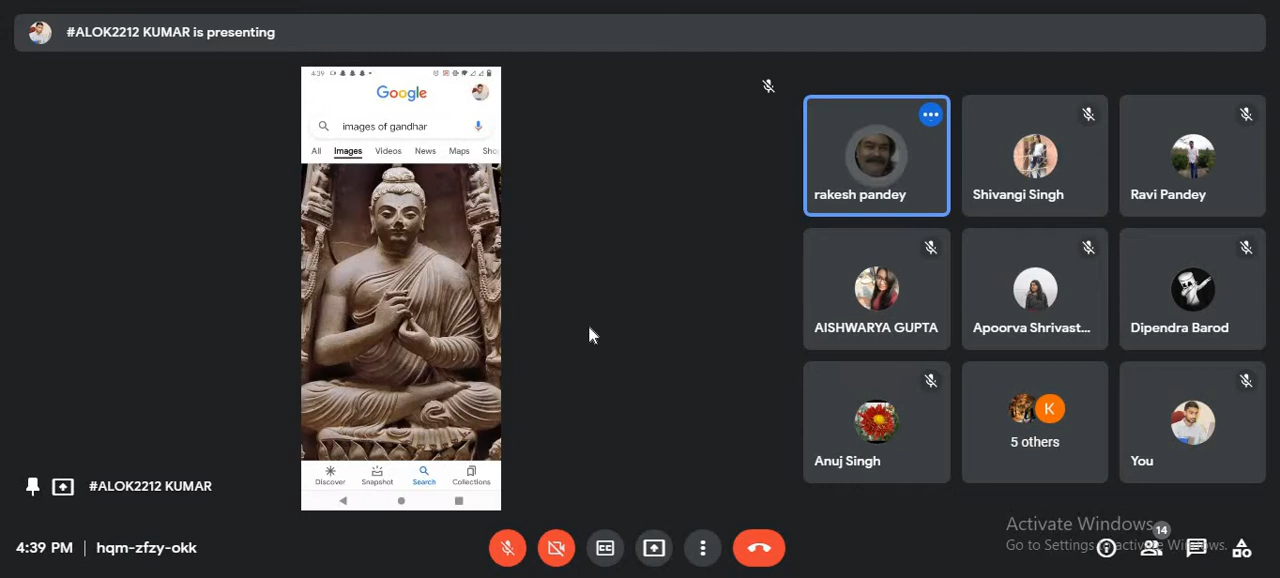 #ALOK2212 KUMAR is presenting
4:39
Google
images of gandhar
All Images Videos News Maps Sho
Discover Snapshot Search Collections
rakesh pandey
Shivangi Singh
Ravi Pandey
AISHWARYA GUPTA
Apoorva Shrivast...
Dipendra Barod
Anuj Singh
K
5 others
You
#ALOK2212 KUMAR
4:39 PM | hqm-zfzy-okk
CC
14
Activate Windows
Go to Settings to activate Windows.